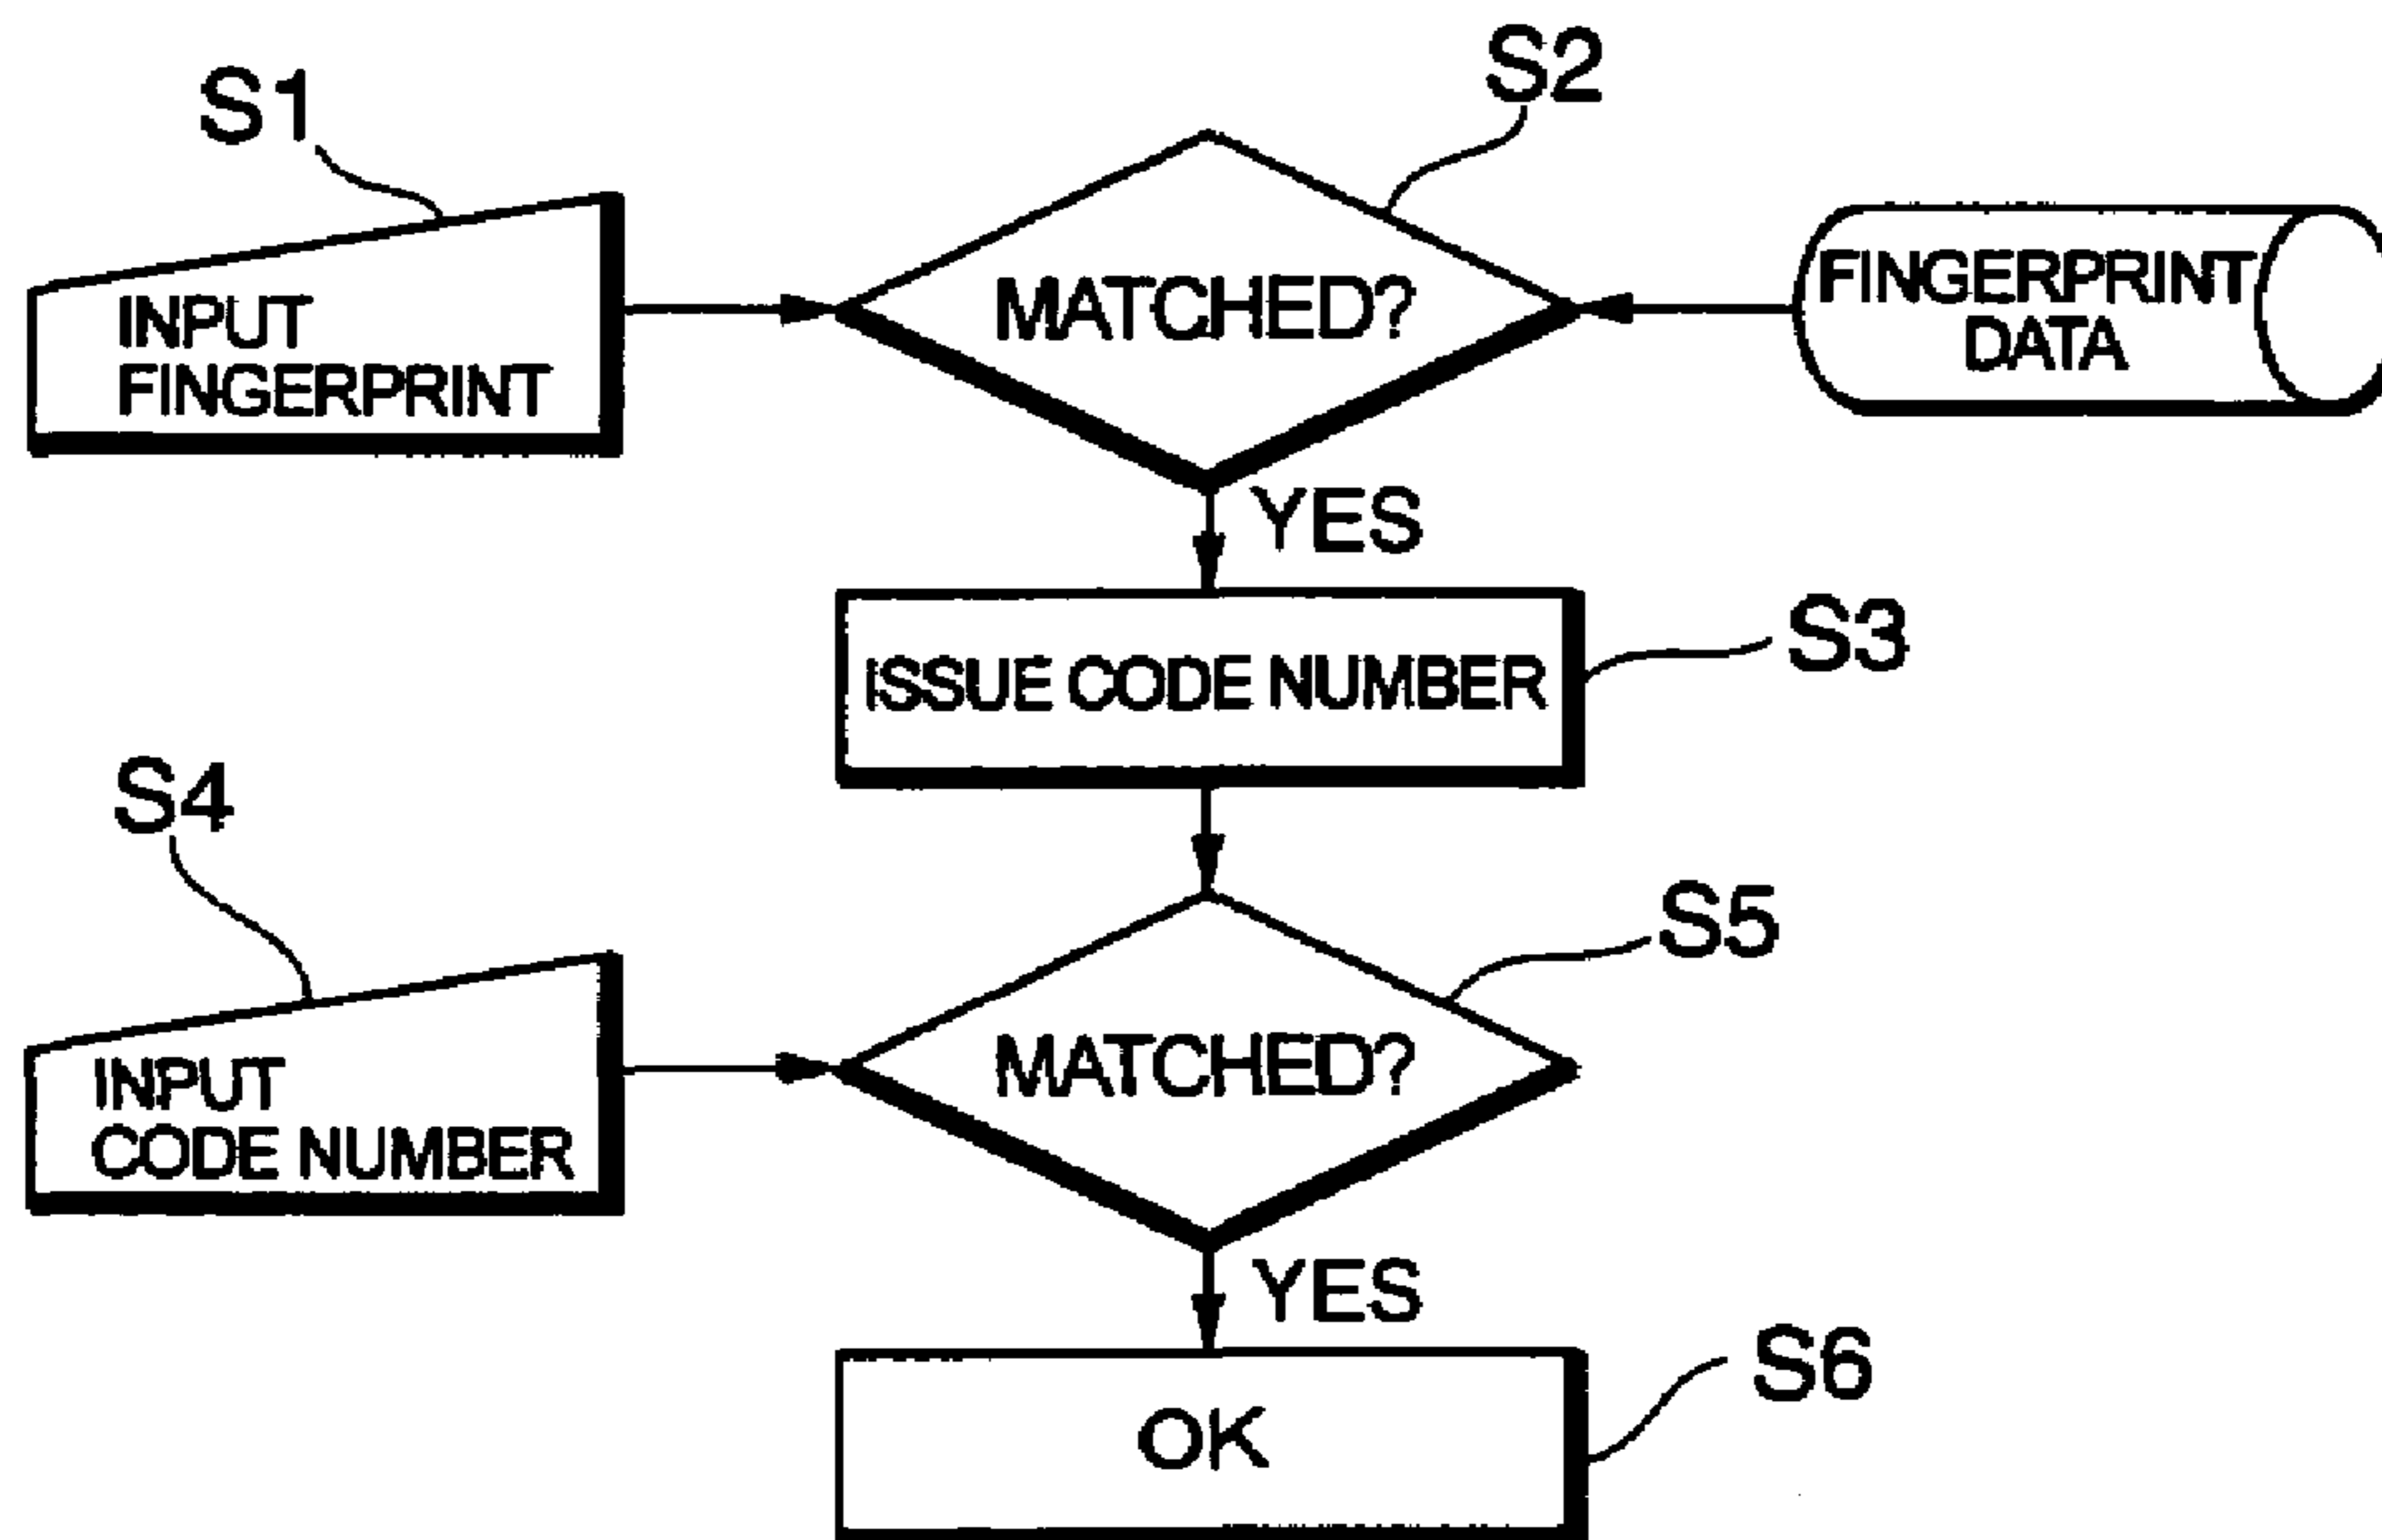 S1
S2
INPUT
FINGERPRINT
MATCHED?
FINGERPRINT
DATA
YES
ISSUE CODE NUMBER
S3
S4
S5
INPUT
CODE NUMBER
MATCHED?
YES
OK
S6